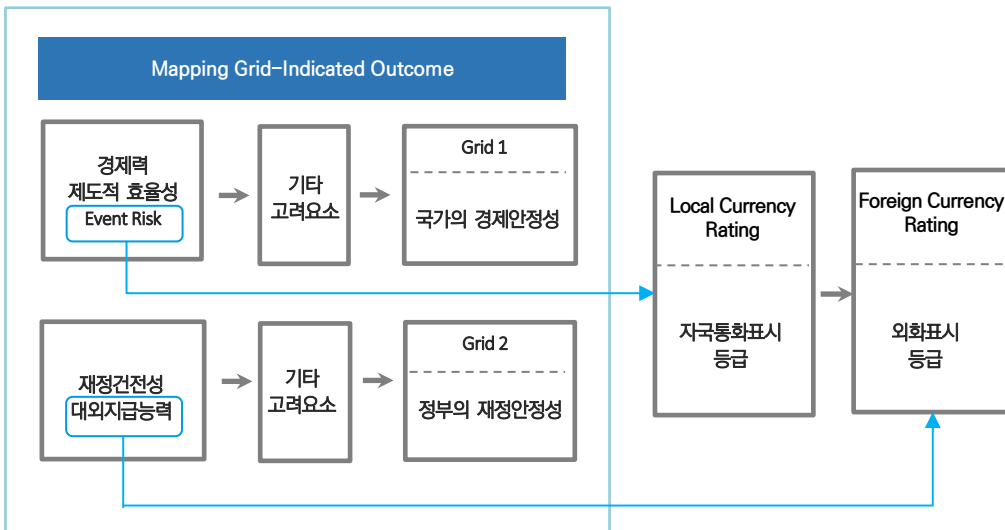 Mapping Grid-Indicated Outcome
경제력
제도적 효율성
Event Risk
기타
고려요소
Grid 1
국가의 경제안정성
재정건전성
대외지급능력
기타
고려요소
Grid 2
정부의 재정안정성
Local Currency
Rating
자국통화표시
등급
Foreign Currency
Rating
외화표시
등급